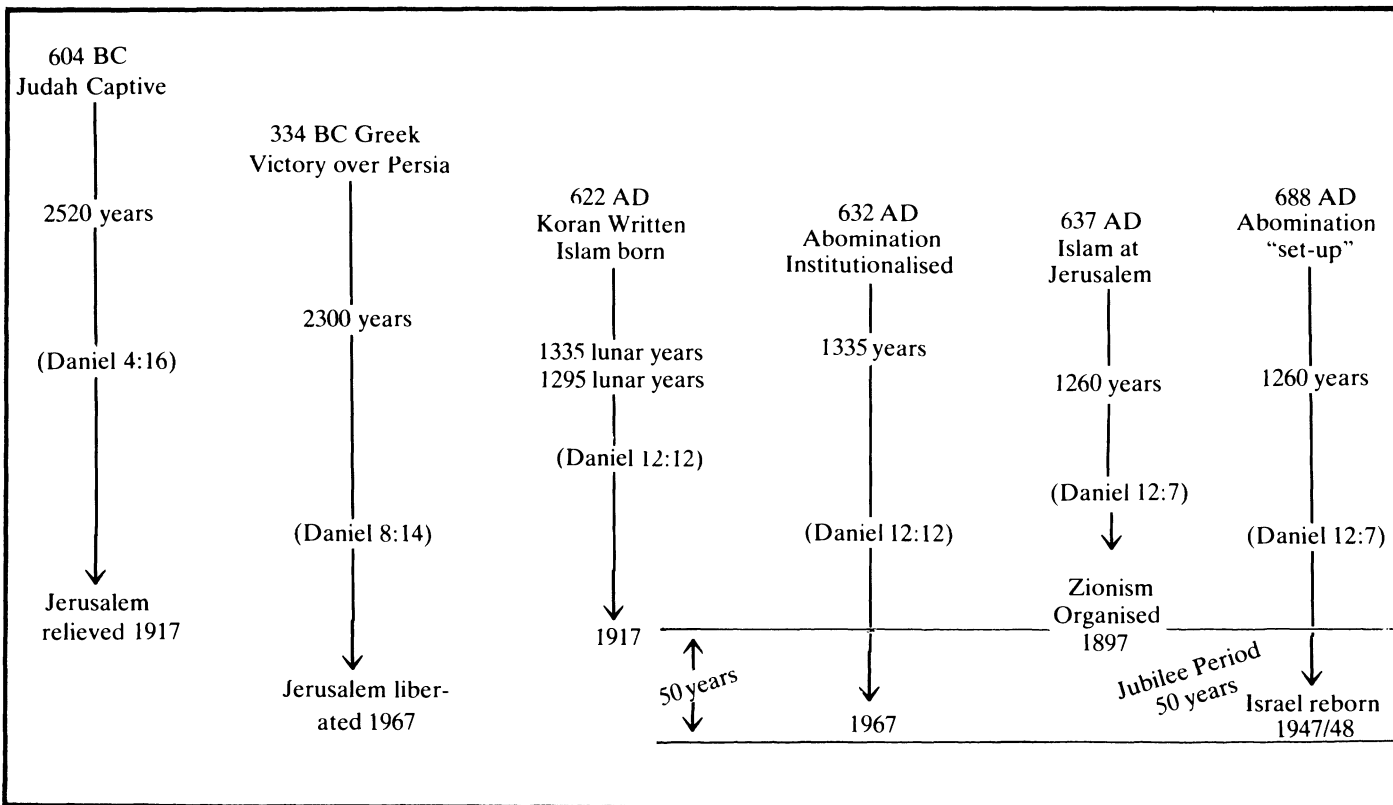 604 BC
Judah Captive
2520 years
(Daniel 4:16)
Jerusalem
relieved 1917
334 BC Greek
Victory over Persia
2300 years
(Daniel 8:14)
Jerusalem liber-
ated 1967
622 AD
Koran Written
Islam born
1335 lunar years
1295 lunar years
(Daniel 12:12)
1917
50 years
632 AD
Abomination
Institutionalised
1335 years
(Daniel 12:12)
1967
637 AD
Islam at
Jerusalem
1260 years
(Daniel 12:7)
Zionism
Organised
1897
Jubilee Period
50 years
688 AD
Abomination
“set-up”
1260 years
(Daniel 12:7)
Israel reborn
1947/48